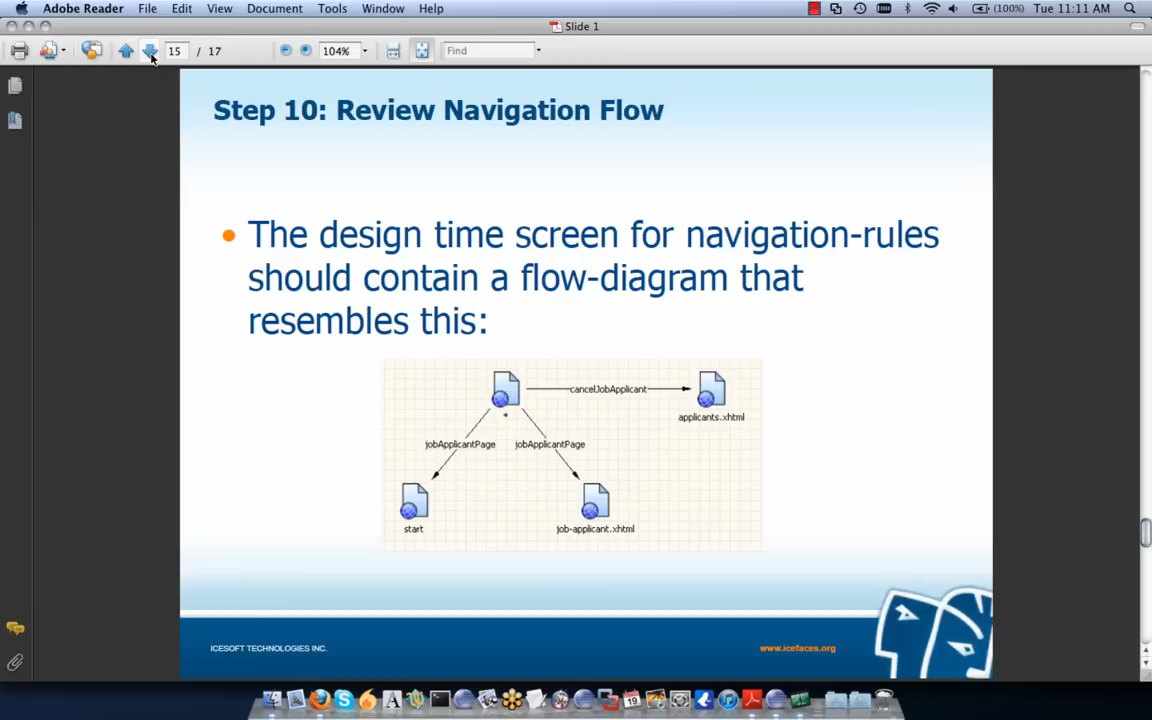 Adobe Reader File Edit View Document Tools Window Help (100%) Tue 11:11 AM
Slide 1
15 / 17 104% Find
Step 10: Review Navigation Flow
• The design time screen for navigation-rules
should contain a flow-diagram that
resembles this:
cancelJobApplicant
*
applicants.xhtml
jobApplicantPage jobApplicantPage
start job-applicant.xhtml
ICESOFT TECHNOLOGIES INC. www.icefaces.org
19